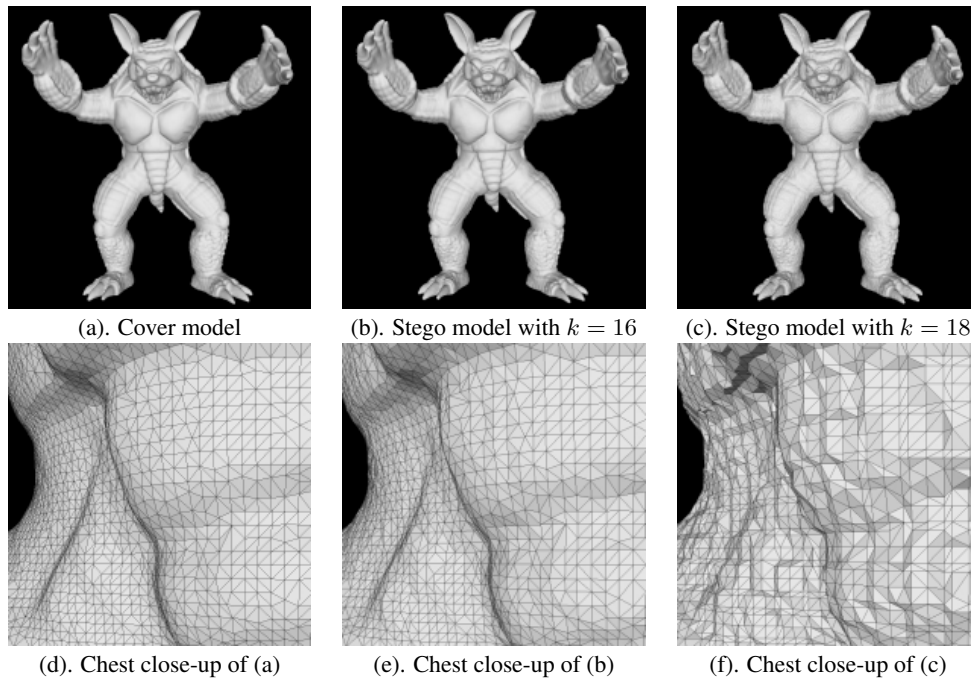 (a). Cover model
(b). Stego model with k = 16
(c). Stego model with k = 18
(d). Chest close-up of (a)
(e). Chest close-up of (b)
(f). Chest close-up of (c)